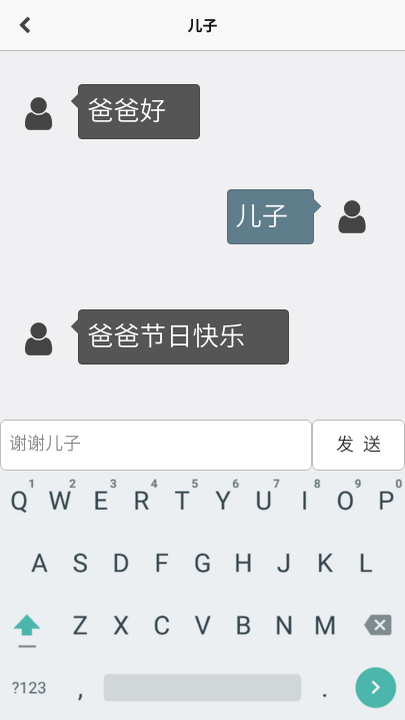 儿子
爸爸好
儿子
爸爸节日快乐
谢谢儿子
发 送
1 2 3 4 5 6 7 8 9 0
Q W E R T Y U I O P
A S D F G H J K L
Z X C V B N M
?123 , .